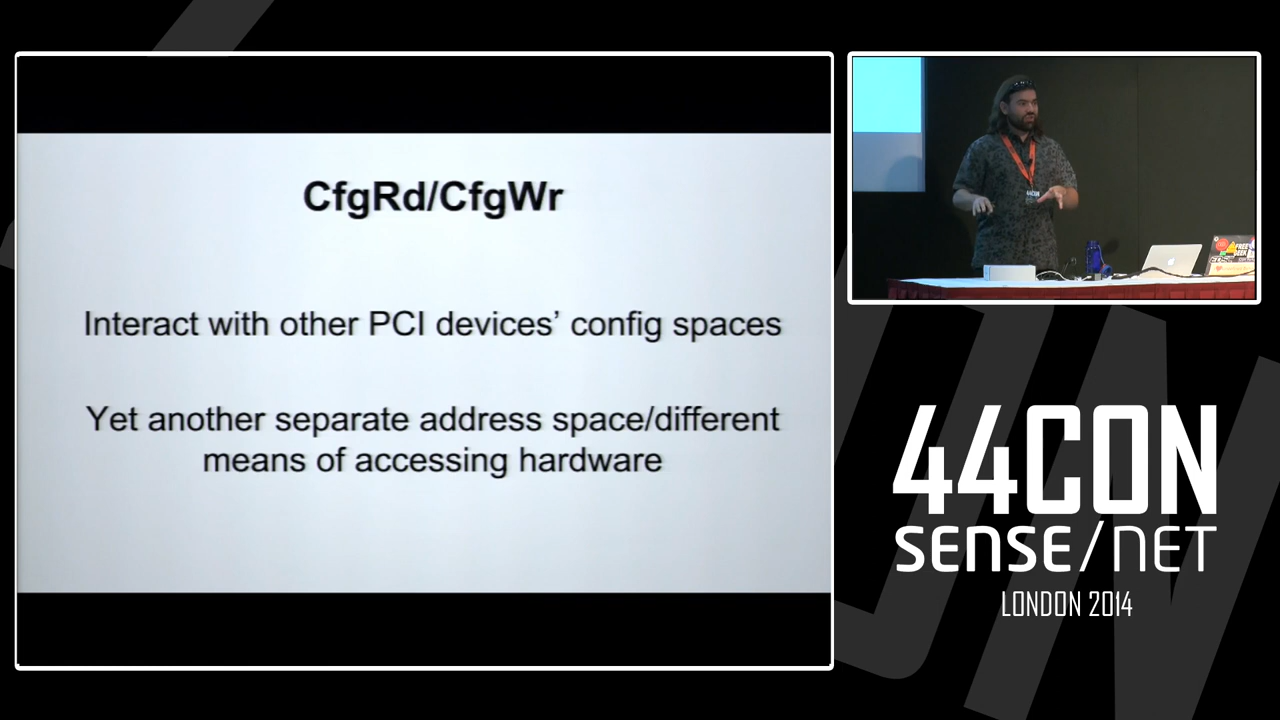 CfgRd/CfgWr
Interact with other PCI devices’ config spaces
Yet another separate address space/different
means of accessing hardware
44CON
SENSE/NET
LONDON 2014